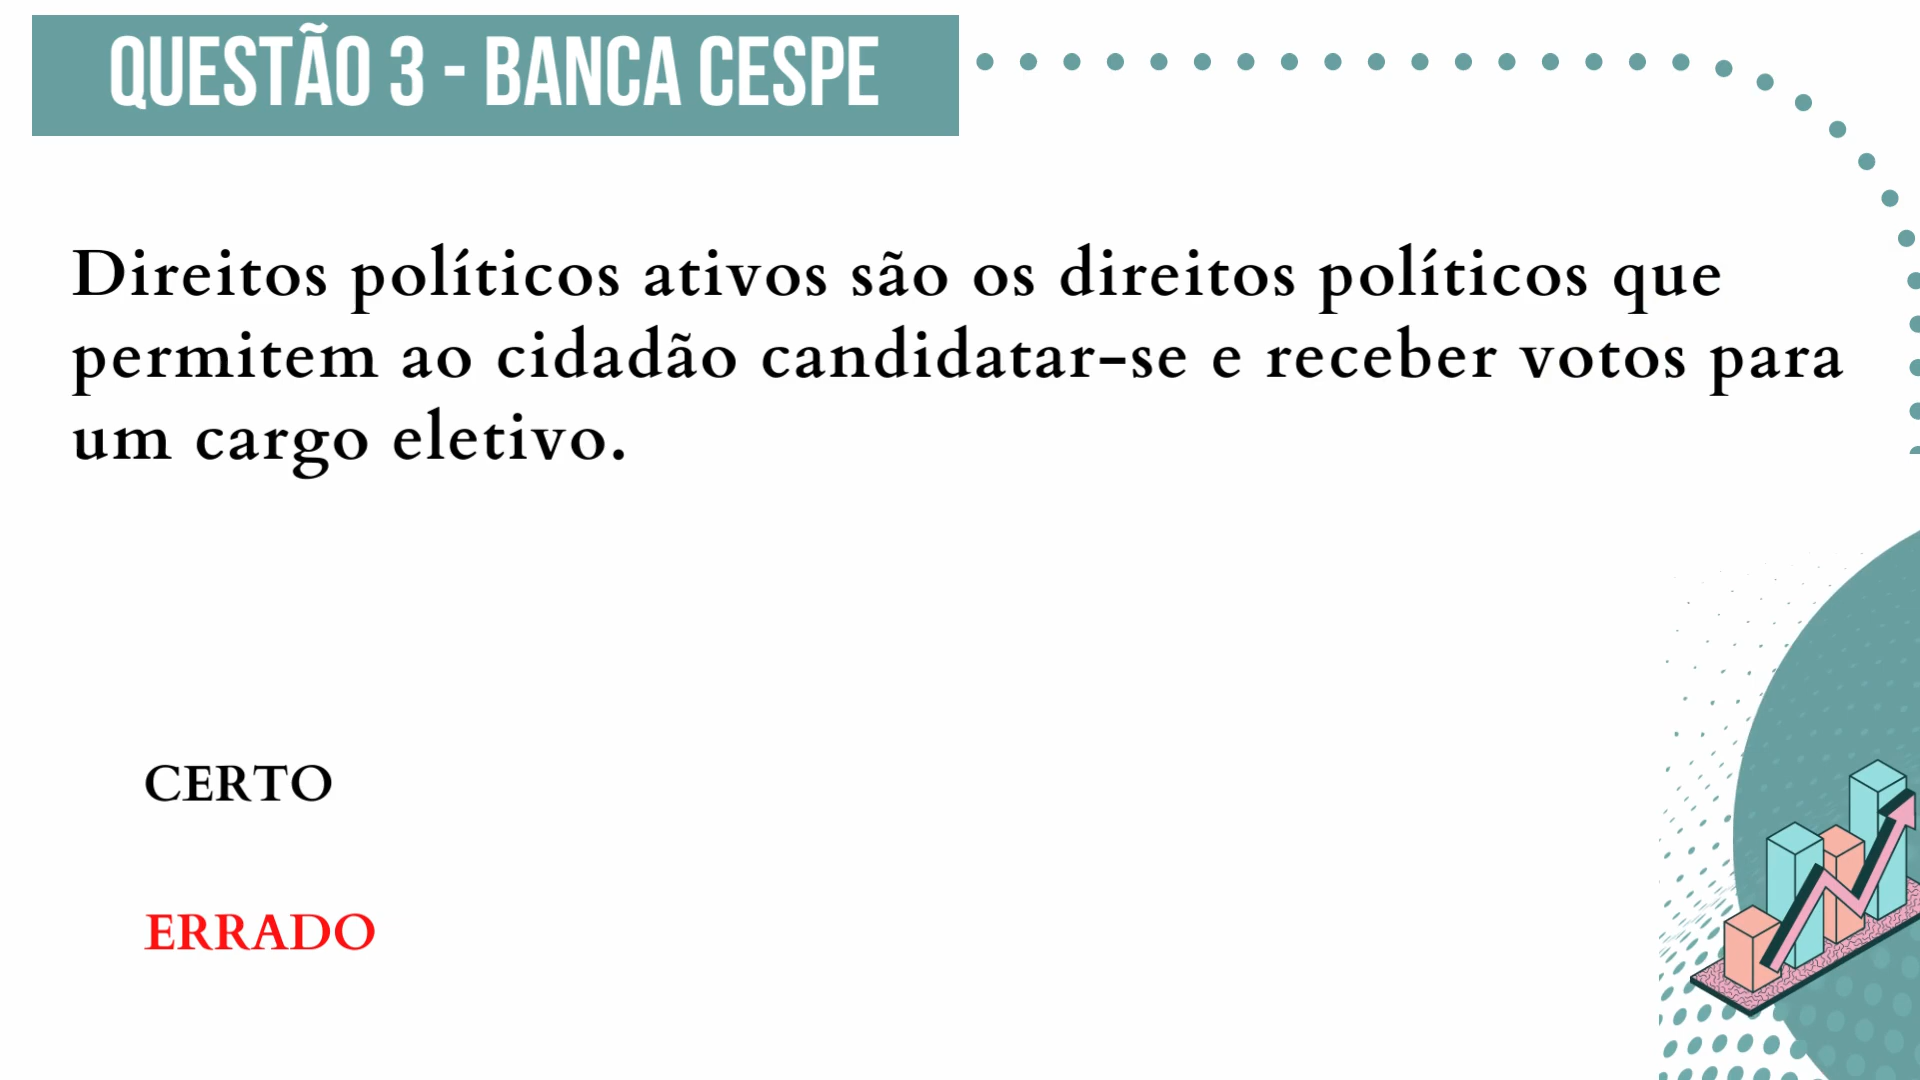 QUESTÃO 3 - BANCA CESPE
Direitos políticos ativos são os direitos políticos que
permitem ao cidadão candidatar-se e receber votos para
um cargo eletivo.
CERTO
ERRADO